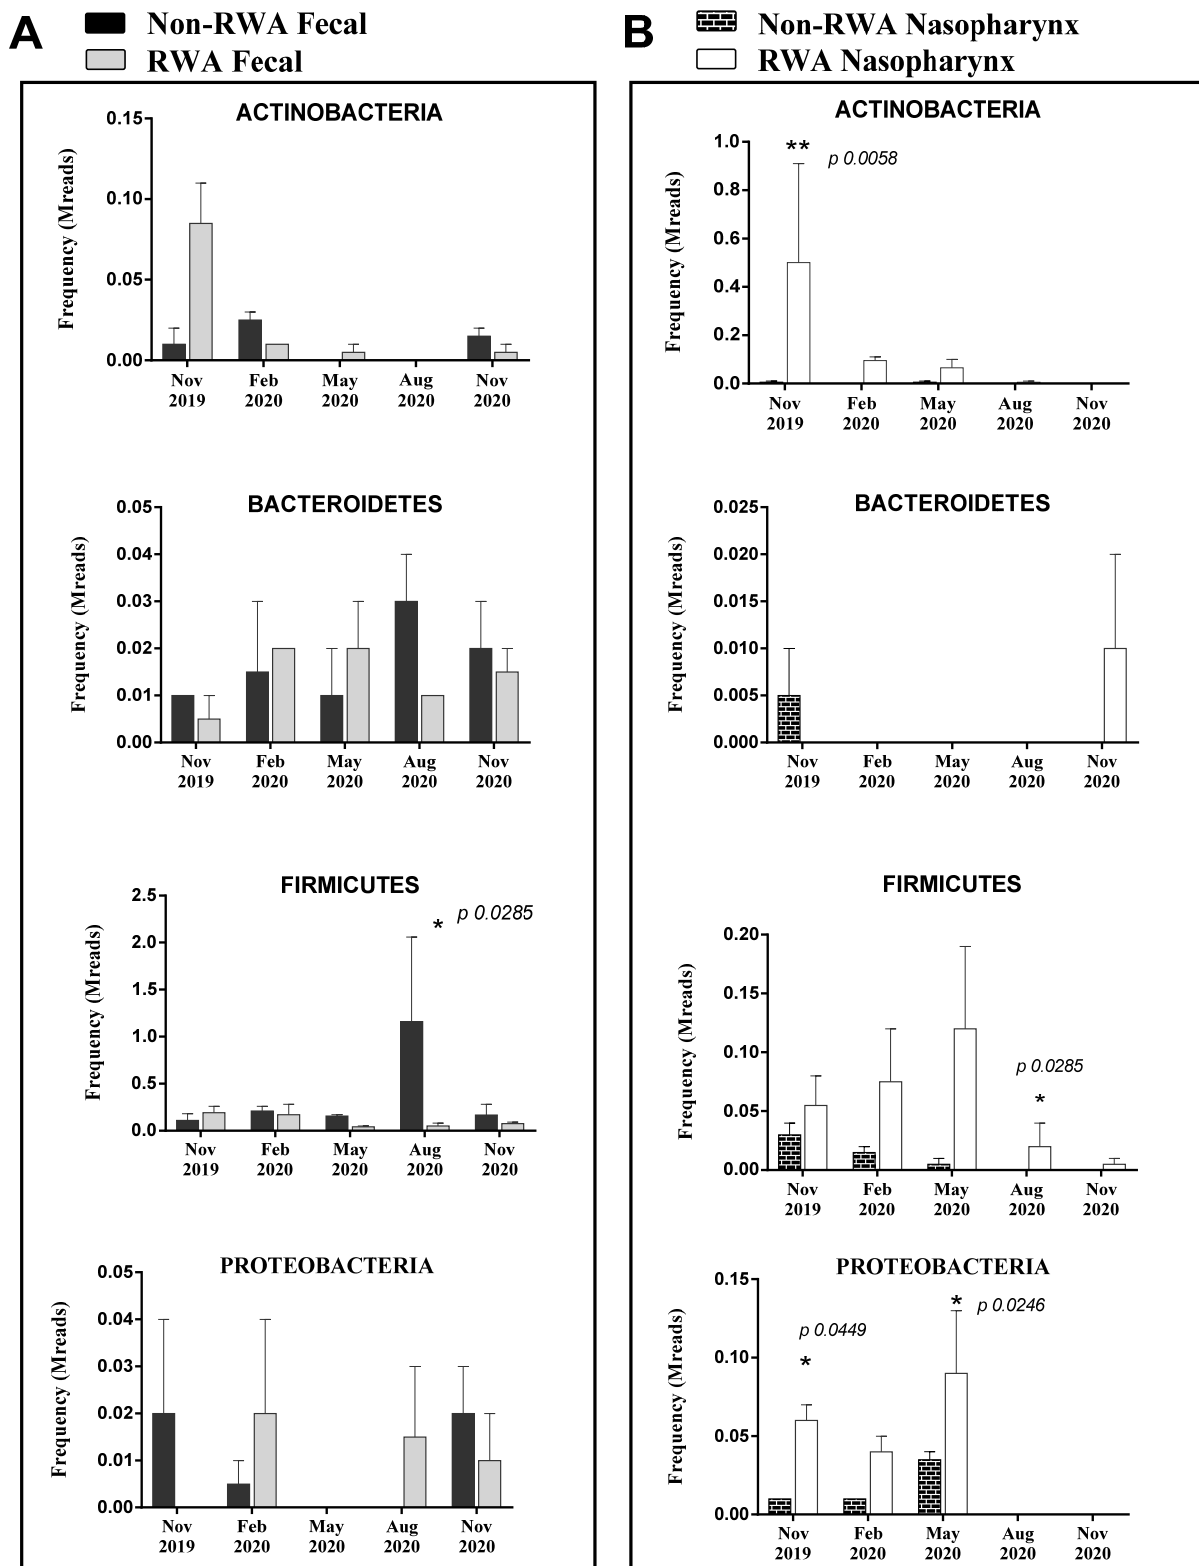 A
Non-RWA Fecal
RWA Fecal
ACTINOBACTERIA
Frequency (Mreads)
0.15
0.10
0.05
0.00
Nov Feb May Aug Nov
2019 2020 2020 2020 2020
BACTEROIDETES
Frequency (Mreads)
0.05
0.04
0.03
0.02
0.01
0.00
Nov Feb May Aug Nov
2019 2020 2020 2020 2020
FIRMICUTES
Frequency (Mreads)
2.5
2.0
1.5
1.0
0.5
0.0
* p 0.0285
Nov Feb May Aug Nov
2019 2020 2020 2020 2020
PROTEOBACTERIA
Frequency (Mreads)
0.05
0.04
0.03
0.02
0.01
0.00
Nov Feb May Aug Nov
2019 2020 2020 2020 2020
B
Non-RWA Nasopharynx
RWA Nasopharynx
ACTINOBACTERIA
Frequency (Mreads)
1.0
0.8
0.6
0.4
0.2
0.0
** p 0.0058
Nov Feb May Aug Nov
2019 2020 2020 2020 2020
BACTEROIDETES
Frequency (Mreads)
0.025
0.020
0.015
0.010
0.005
0.000
Nov Feb May Aug Nov
2019 2020 2020 2020 2020
FIRMICUTES
Frequency (Mreads)
0.20
0.15
0.10
0.05
0.00
p 0.0285
*
Nov Feb May Aug Nov
2019 2020 2020 2020 2020
PROTEOBACTERIA
Frequency (Mreads)
0.15
0.10
0.05
0.00
* p 0.0246
p 0.0449
*
Nov Feb May Aug Nov
2019 2020 2020 2020 2020